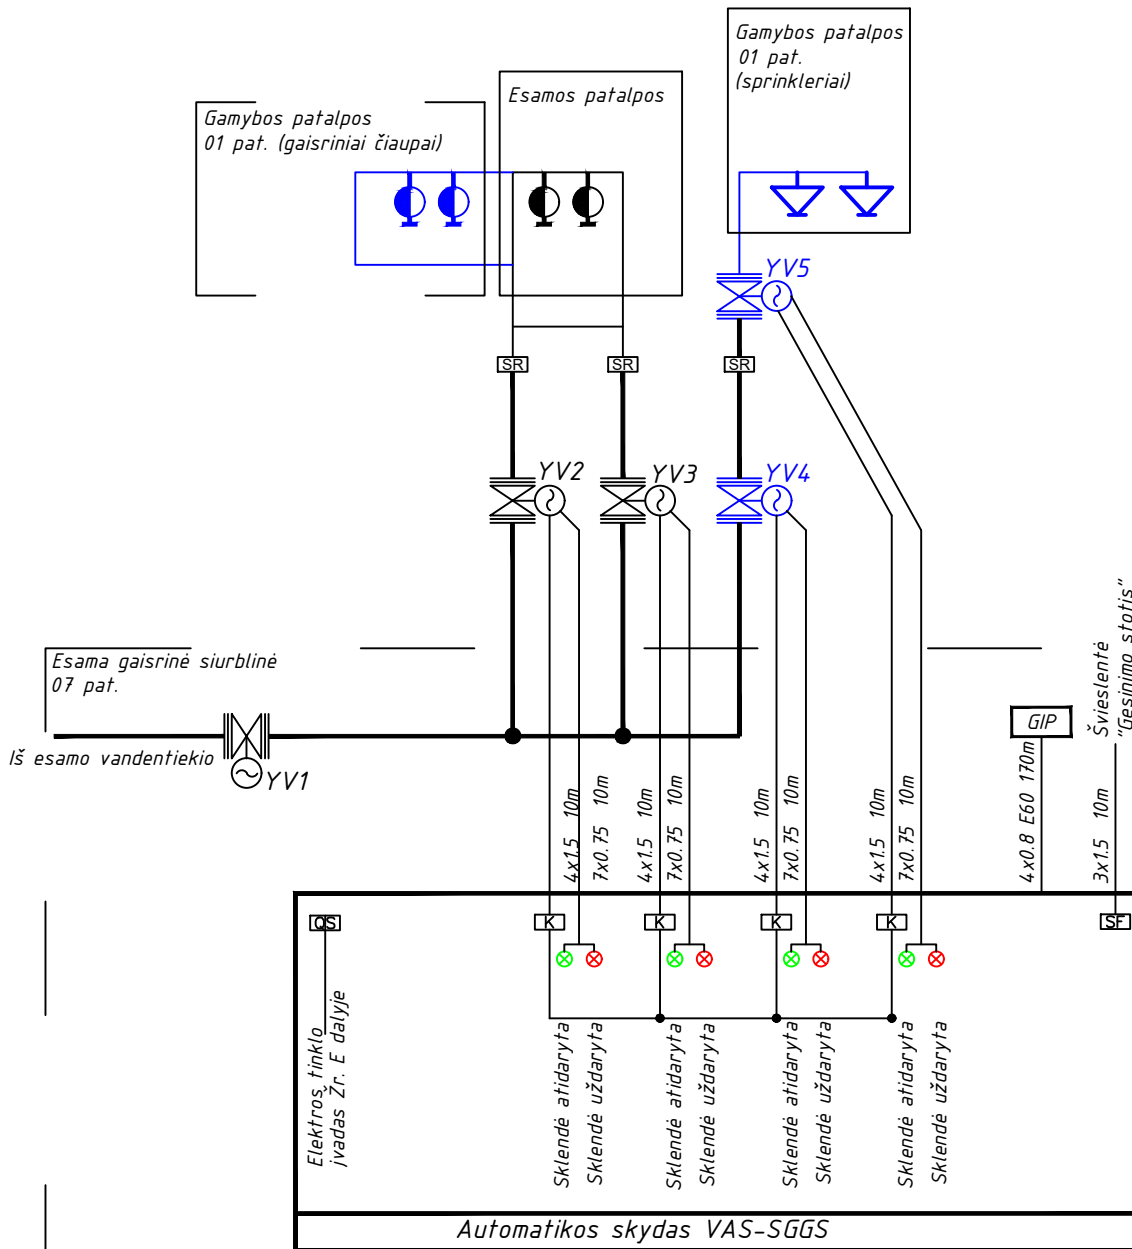 Gamybos patalpos
01 pat.
(sprinkleriai)
Esamos patalpos
Gamybos patalpos
01 pat. (gaisriniai čiaupai)
YV5
SR
SR
SR
YV2
YV3
YV4
Esama gaisrinė siurblinė
07 pat.
Iš esamo vandentiekio
YV1
GIP
Švieslentė
"Gesinimo stotis"
4x1.5 10m
7x0.75 10m
4x1.5 10m
7x0.75 10m
4x1.5 10m
7x0.75 10m
4x1.5 10m
7x0.75 10m
4x0.8 E60 170m
3x1.5 10m
QS
K
K
K
K
SF
Elektros tinklo
įvadas Žr. E dalyje
Sklendė atidaryta
Sklendė uždaryta
Sklendė atidaryta
Sklendė uždaryta
Sklendė atidaryta
Sklendė uždaryta
Sklendė atidaryta
Sklendė uždaryta
Automatikos skydas VAS-SGGS